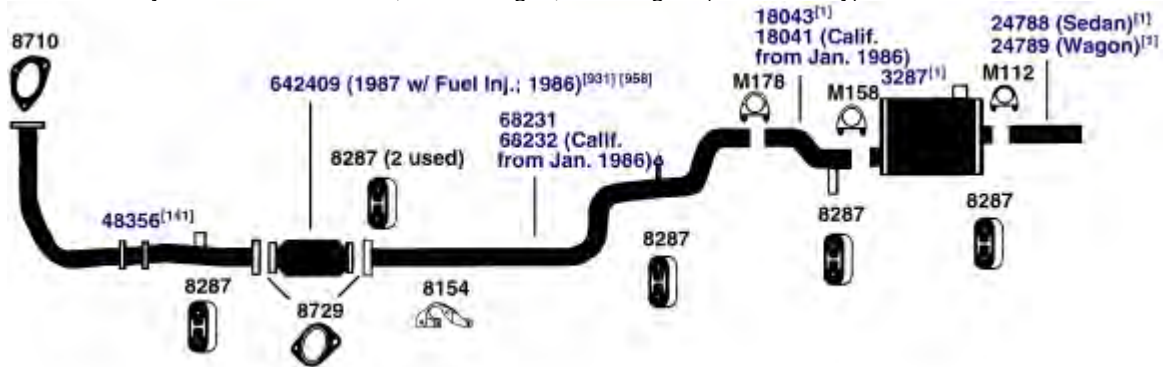 8710
642409 (1987 w/ Fuel Inj.; 1986)[931] [958]
18043[1]
18041 (Calif.
from Jan. 1986)
24788 (Sedan)[1]
24789 (Wagon)[3]
M178
M158
3287[1]
M112
68231
68232 (Calif.
from Jan. 1986)
8287 (2 used)
48356[141]
8287
8729
8154
8287
8287
8287